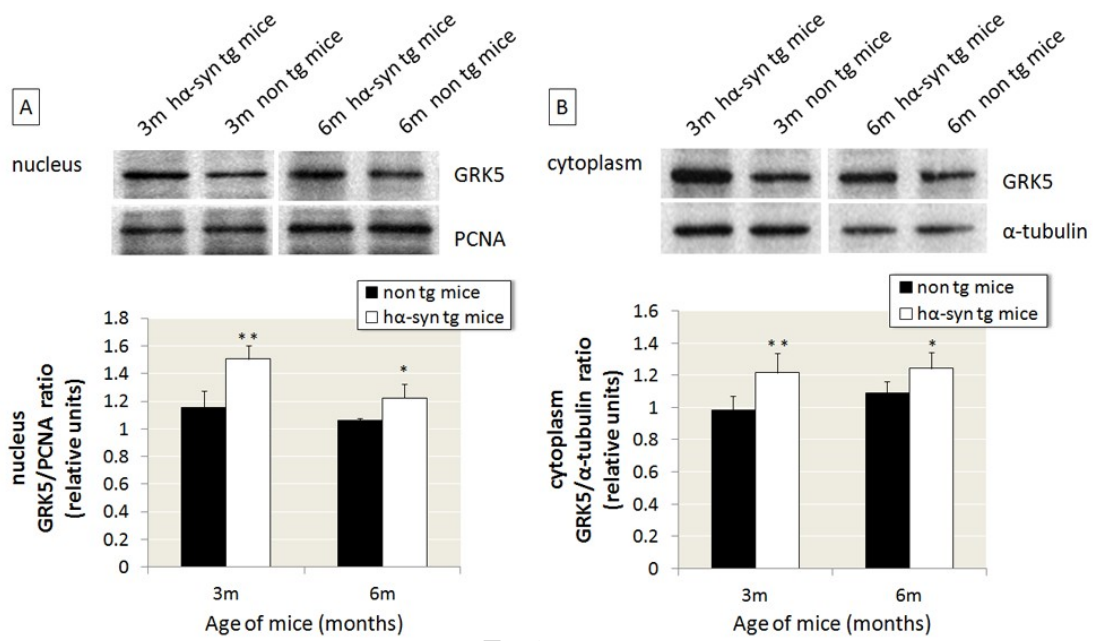 A
3m hα-syn tg mice
3m non tg mice
6m hα-syn tg mice
6m non tg mice
nucleus
GRK5
PCNA
non tg mice
hα-syn tg mice
nucleus
GRK5/PCNA ratio
(relative units)
1.8
1.6
1.4
1.2
1
0.8
0.6
0.4
0.2
0
* *
*
3m
6m
Age of mice (months)
B
3m hα-syn tg mice
3m non tg mice
6m hα-syn tg mice
6m non tg mice
cytoplasm
GRK5
α-tubulin
non tg mice
hα-syn tg mice
cytoplasm
GRK5/α-tubulin ratio
(relative units)
1.6
1.4
1.2
1
0.8
0.6
0.4
0.2
0
* *
*
3m
6m
Age of mice (months)